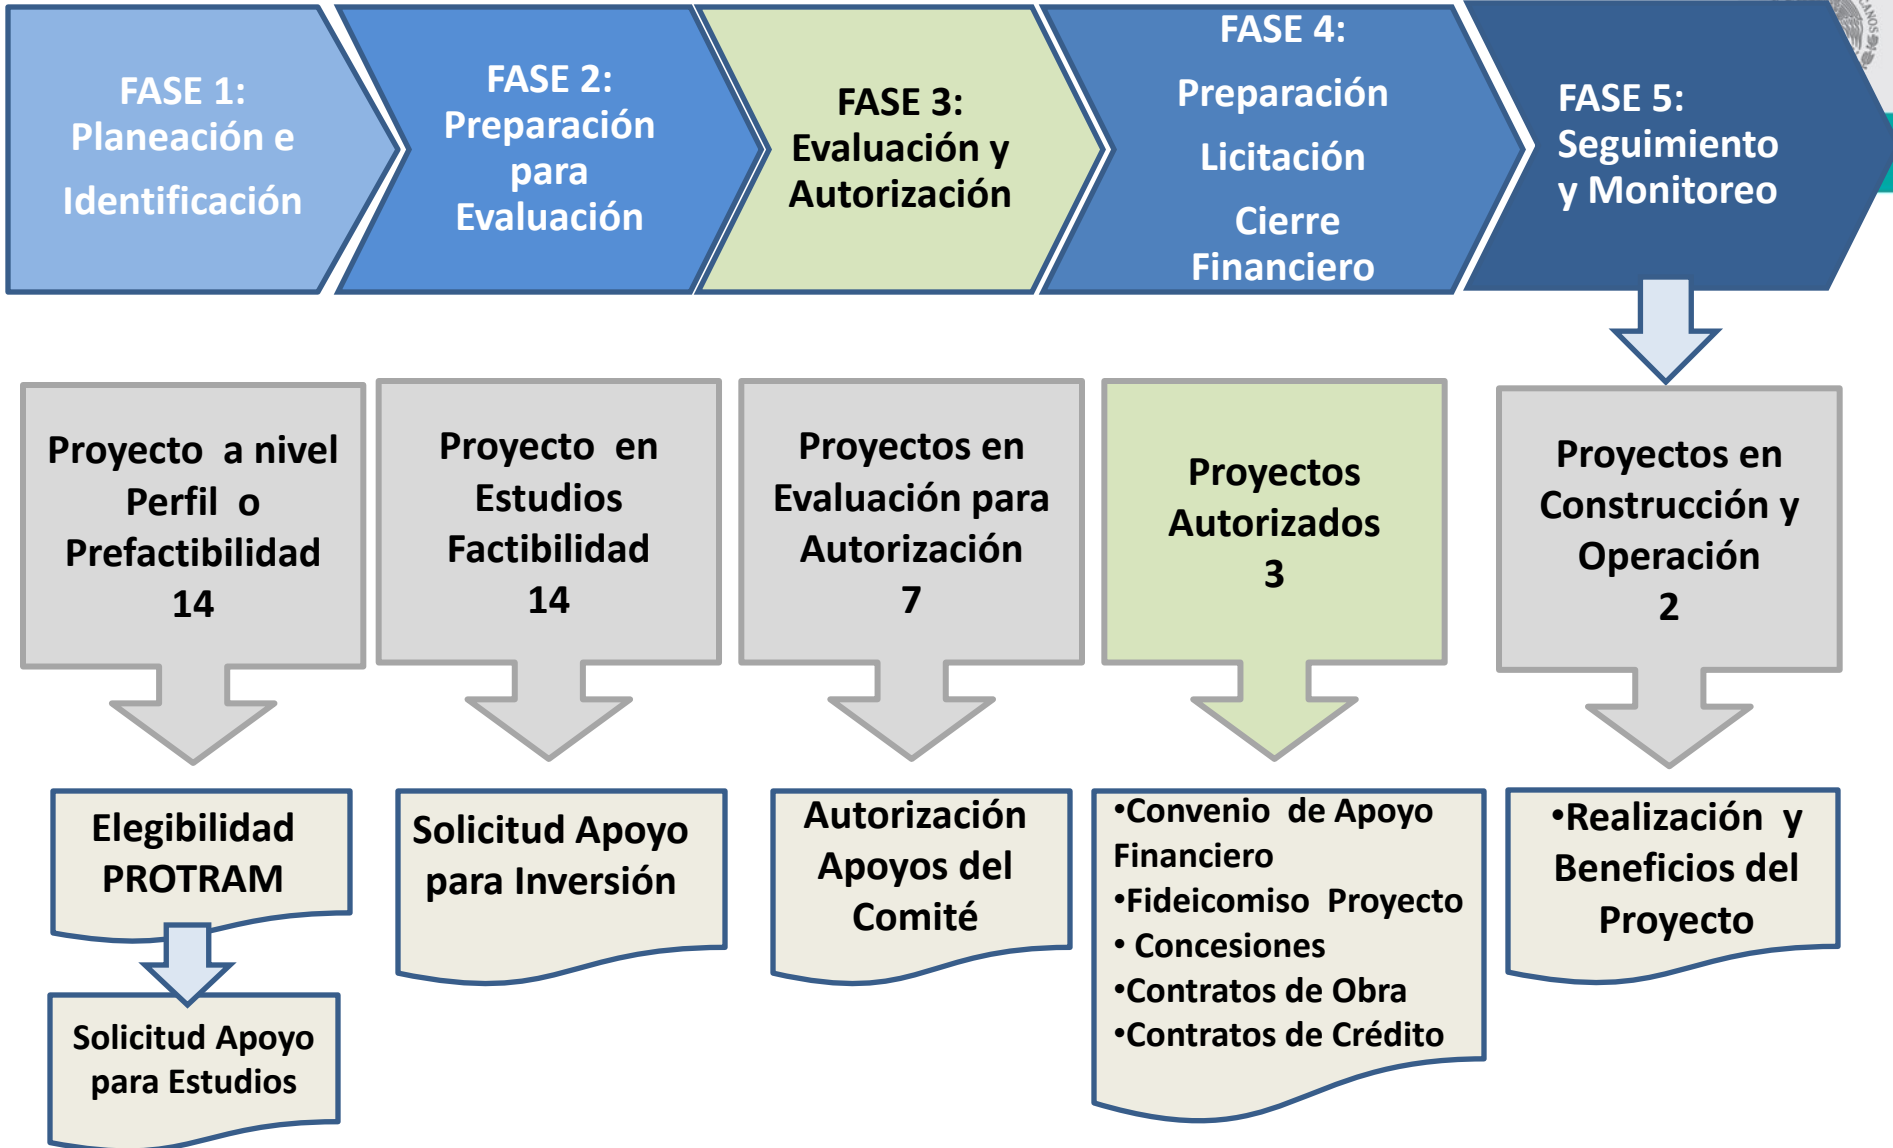 FASE 1:
Planeación e
Identificación
FASE 2:
Preparación
para
Evaluación
FASE 3:
Evaluación y
Autorización
FASE 4:
Preparación
Licitación
Cierre
Financiero
FASE 5:
Seguimiento
y Monitoreo
Proyecto a nivel
Perfil o
Prefactibilidad
14
Proyecto en
Estudios
Factibilidad
14
Proyectos en
Evaluación para
Autorización
7
Proyectos
Autorizados
3
Proyectos en
Construcción y
Operación
2
Elegibilidad
PROTRAM
Solicitud Apoyo
para Estudios
Solicitud Apoyo
para Inversión
Autorización
Apoyos del
Comité
•Convenio de Apoyo
Financiero
•Fideicomiso Proyecto
• Concesiones
•Contratos de Obra
•Contratos de Crédito
•Realización y
Beneficios del
Proyecto